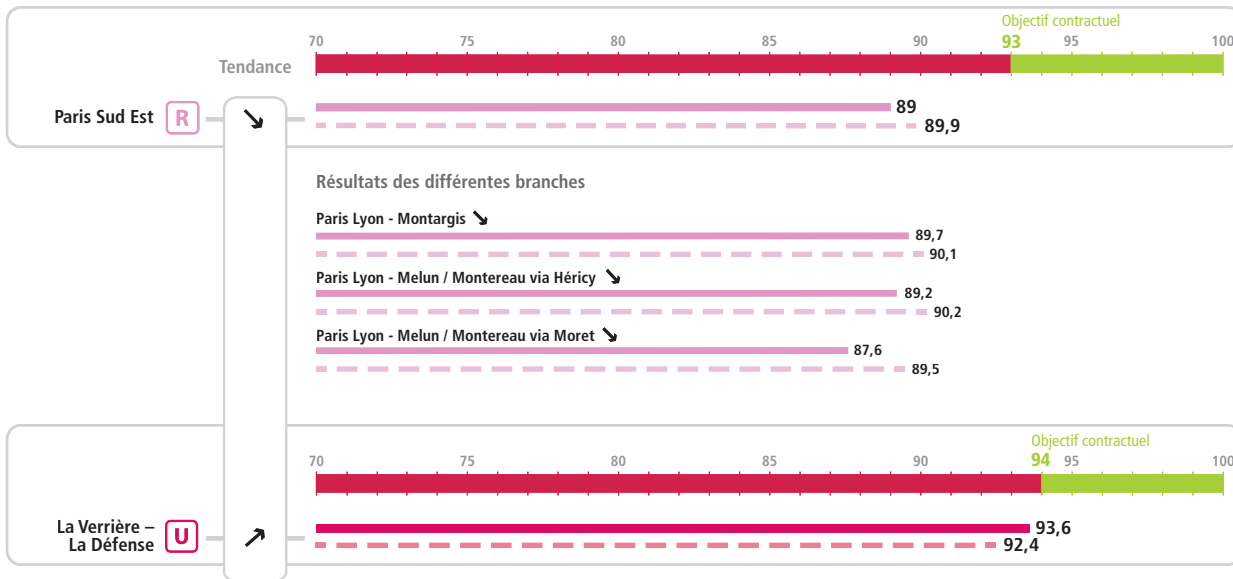 Objectif contractuel
70 75 80 85 90 93 95 100
Tendance
Paris Sud Est R
89
89,9
Résultats des différentes branches
Paris Lyon - Montargis
89,7
90,1
Paris Lyon - Melun / Montereau via Héricy
89,2
90,2
Paris Lyon - Melun / Montereau via Moret
87,6
89,5
Objectif contractuel
70 75 80 85 90 94 95 100
La Verrière –
La Défense U
93,6
92,4